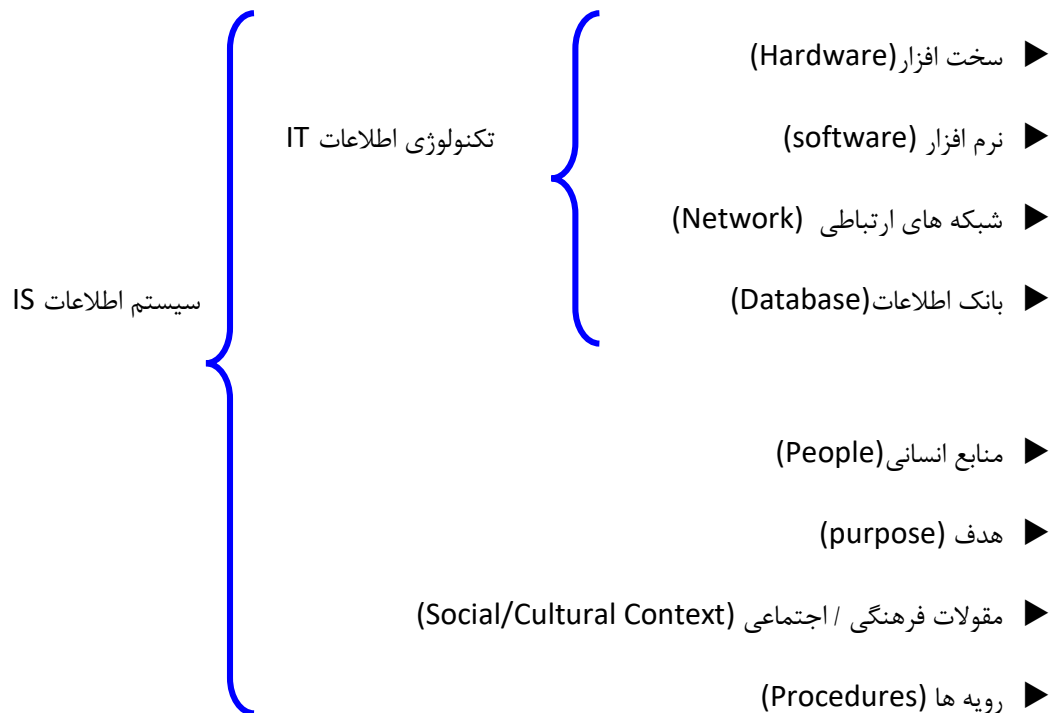 سخت افزار(Hardware)
تکنولوژی اطلاعات IT
نرم افزار (software)
شبکه های ارتباطی (Network)
سیستم اطلاعات IS
بانک اطلاعات(Database)
منابع انسانی(People)
هدف (purpose)
مقولات فرهنگی / اجتماعی (Social/Cultural Context)
رویه ها (Procedures)